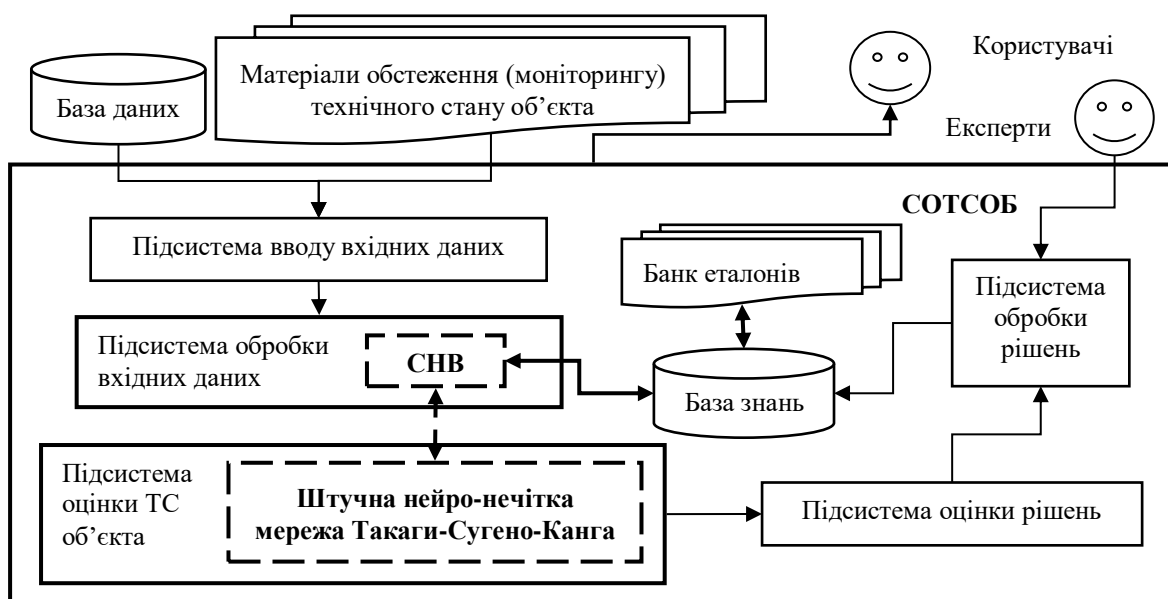 База даних
Матеріали обстеження (моніторингу)
технічного стану об’єкта
Користувачі
Експерти
СОТСОБ
Підсистема вводу вхідних даних
Банк еталонів
Підсистема
обробки
рішень
Підсистема обробки
вхідних даних
СНВ
База знань
Підсистема
оцінки ТС
об’єкта
Штучна нейро-нечітка
мережа Такаги-Сугено-Канга
Підсистема оцінки рішень